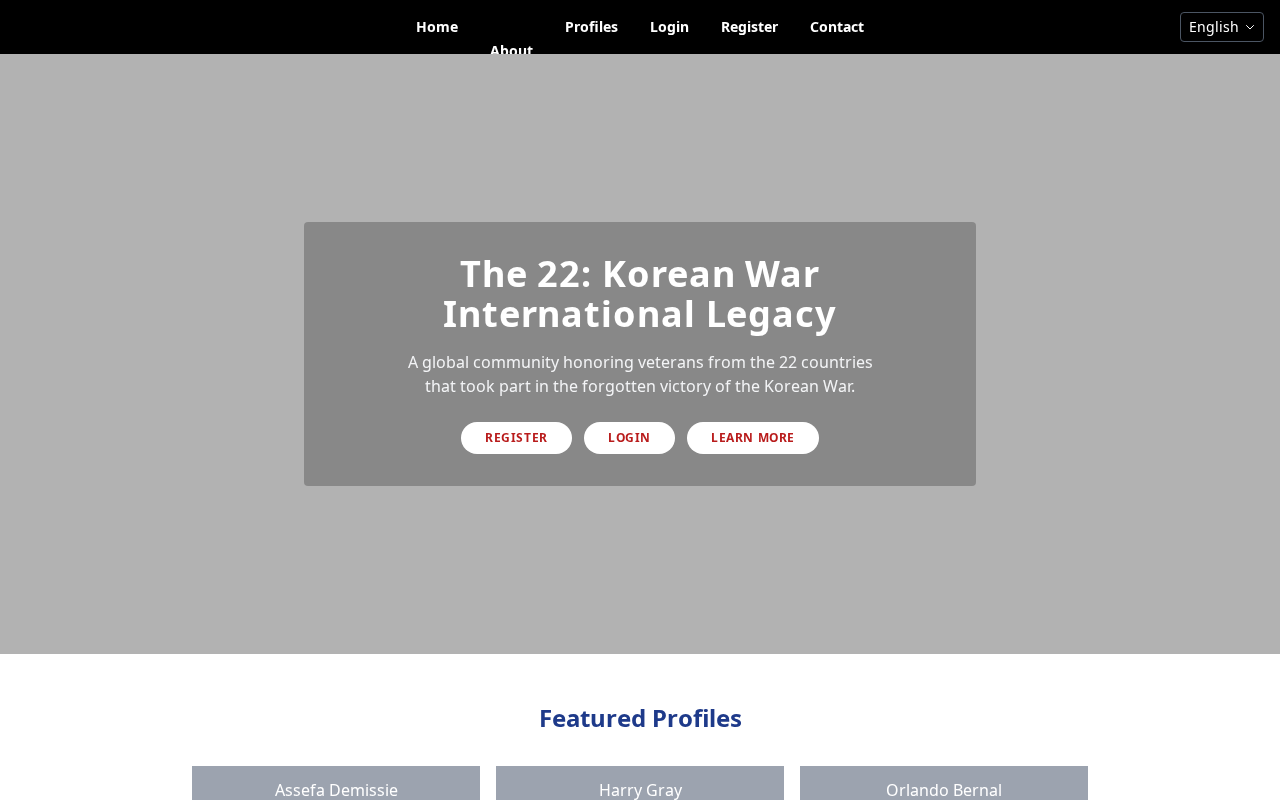 Home
About
Profiles
Login
Register
Contact
English
The 22: Korean War
International Legacy
A global community honoring veterans from the 22 countries
that took part in the forgotten victory of the Korean War.
REGISTER
LOGIN
LEARN MORE
Featured Profiles
Assefa Demissie
Harry Gray
Orlando Bernal